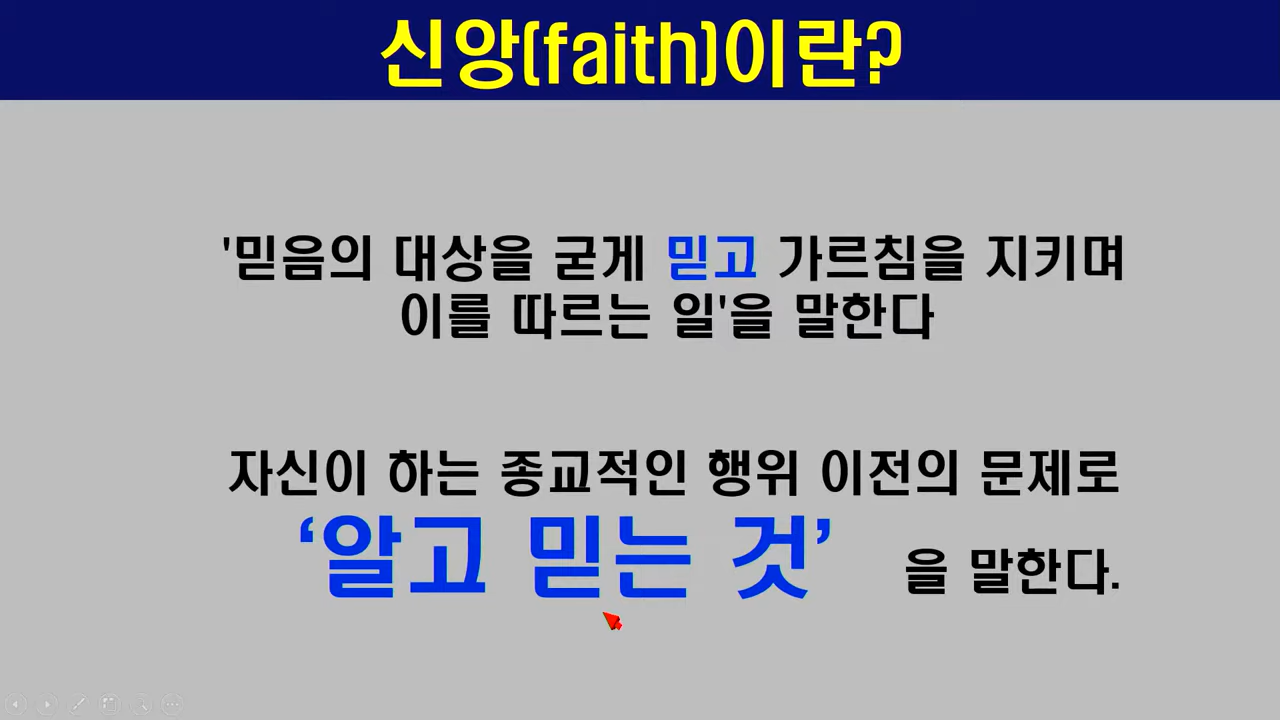 신앙(faith)이란?
'믿음의 대상을 굳게 믿고 가르침을 지키며
이를 따르는 일'을 말한다
자신이 하는 종교적인 행위 이전의 문제로
‘알고 믿는 것’ 을 말한다.